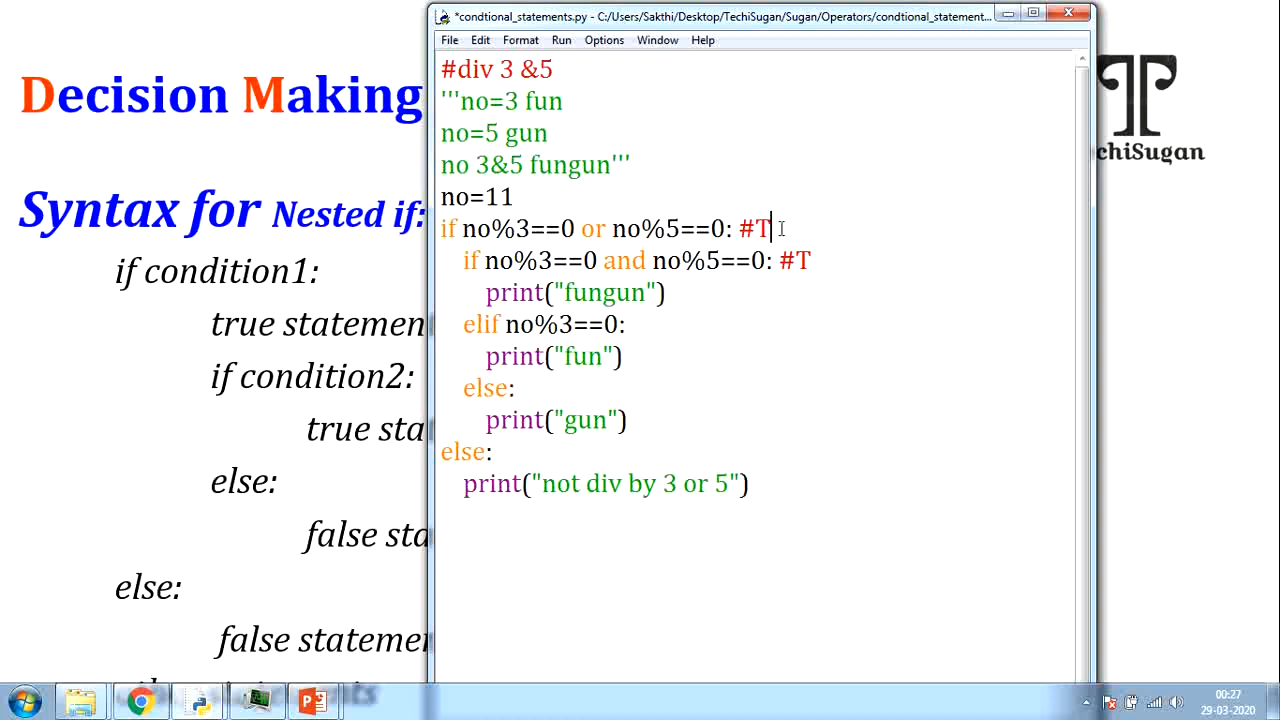 *condtional_statements.py - C:/Users/Sakthi/Desktop/TechiSugan/Sugan/Operators/condtional_statement...
File Edit Format Run Options Window Help
Decision Making
Syntax for Nested if:
if condition1:
true statemen
if condition2:
true sta
else:
false sta
else:
false stateme
#div 3 &5
'''no=3 fun
no=5 gun
no 3&5 fungun'''
no=11
if no%3==0 or no%5==0: #T
if no%3==0 and no%5==0: #T
print("fungun")
elif no%3==0:
print("fun")
else:
print("gun")
else:
print("not div by 3 or 5")
chiSugan
00:27
29-03-2020